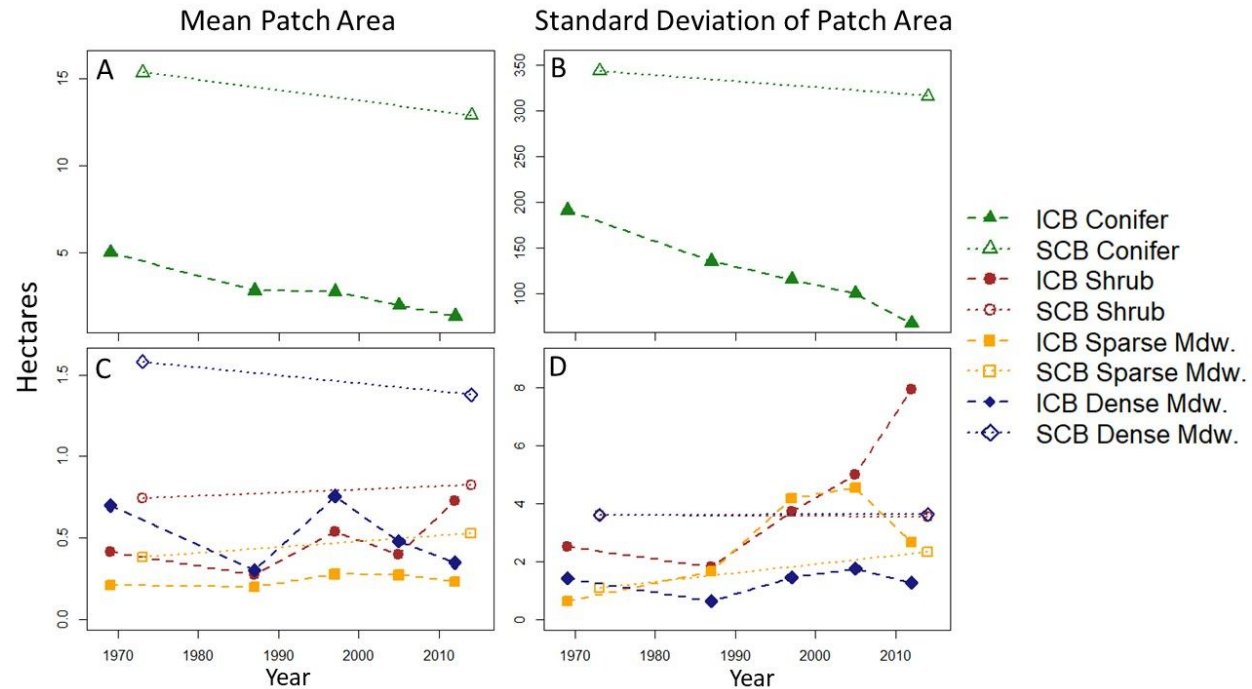 Mean Patch Area
Standard Deviation of Patch Area
Hectares
A
15
10
5
B
350
300
250
200
150
100
C
1.5
1.0
0.5
0.0
1970 1980 1990 2000 2010
Year
D
8
6
4
2
0
1970 1980 1990 2000 2010
Year
ICB Conifer
SCB Conifer
ICB Shrub
SCB Shrub
ICB Sparse Mdw.
SCB Sparse Mdw.
ICB Dense Mdw.
SCB Dense Mdw.